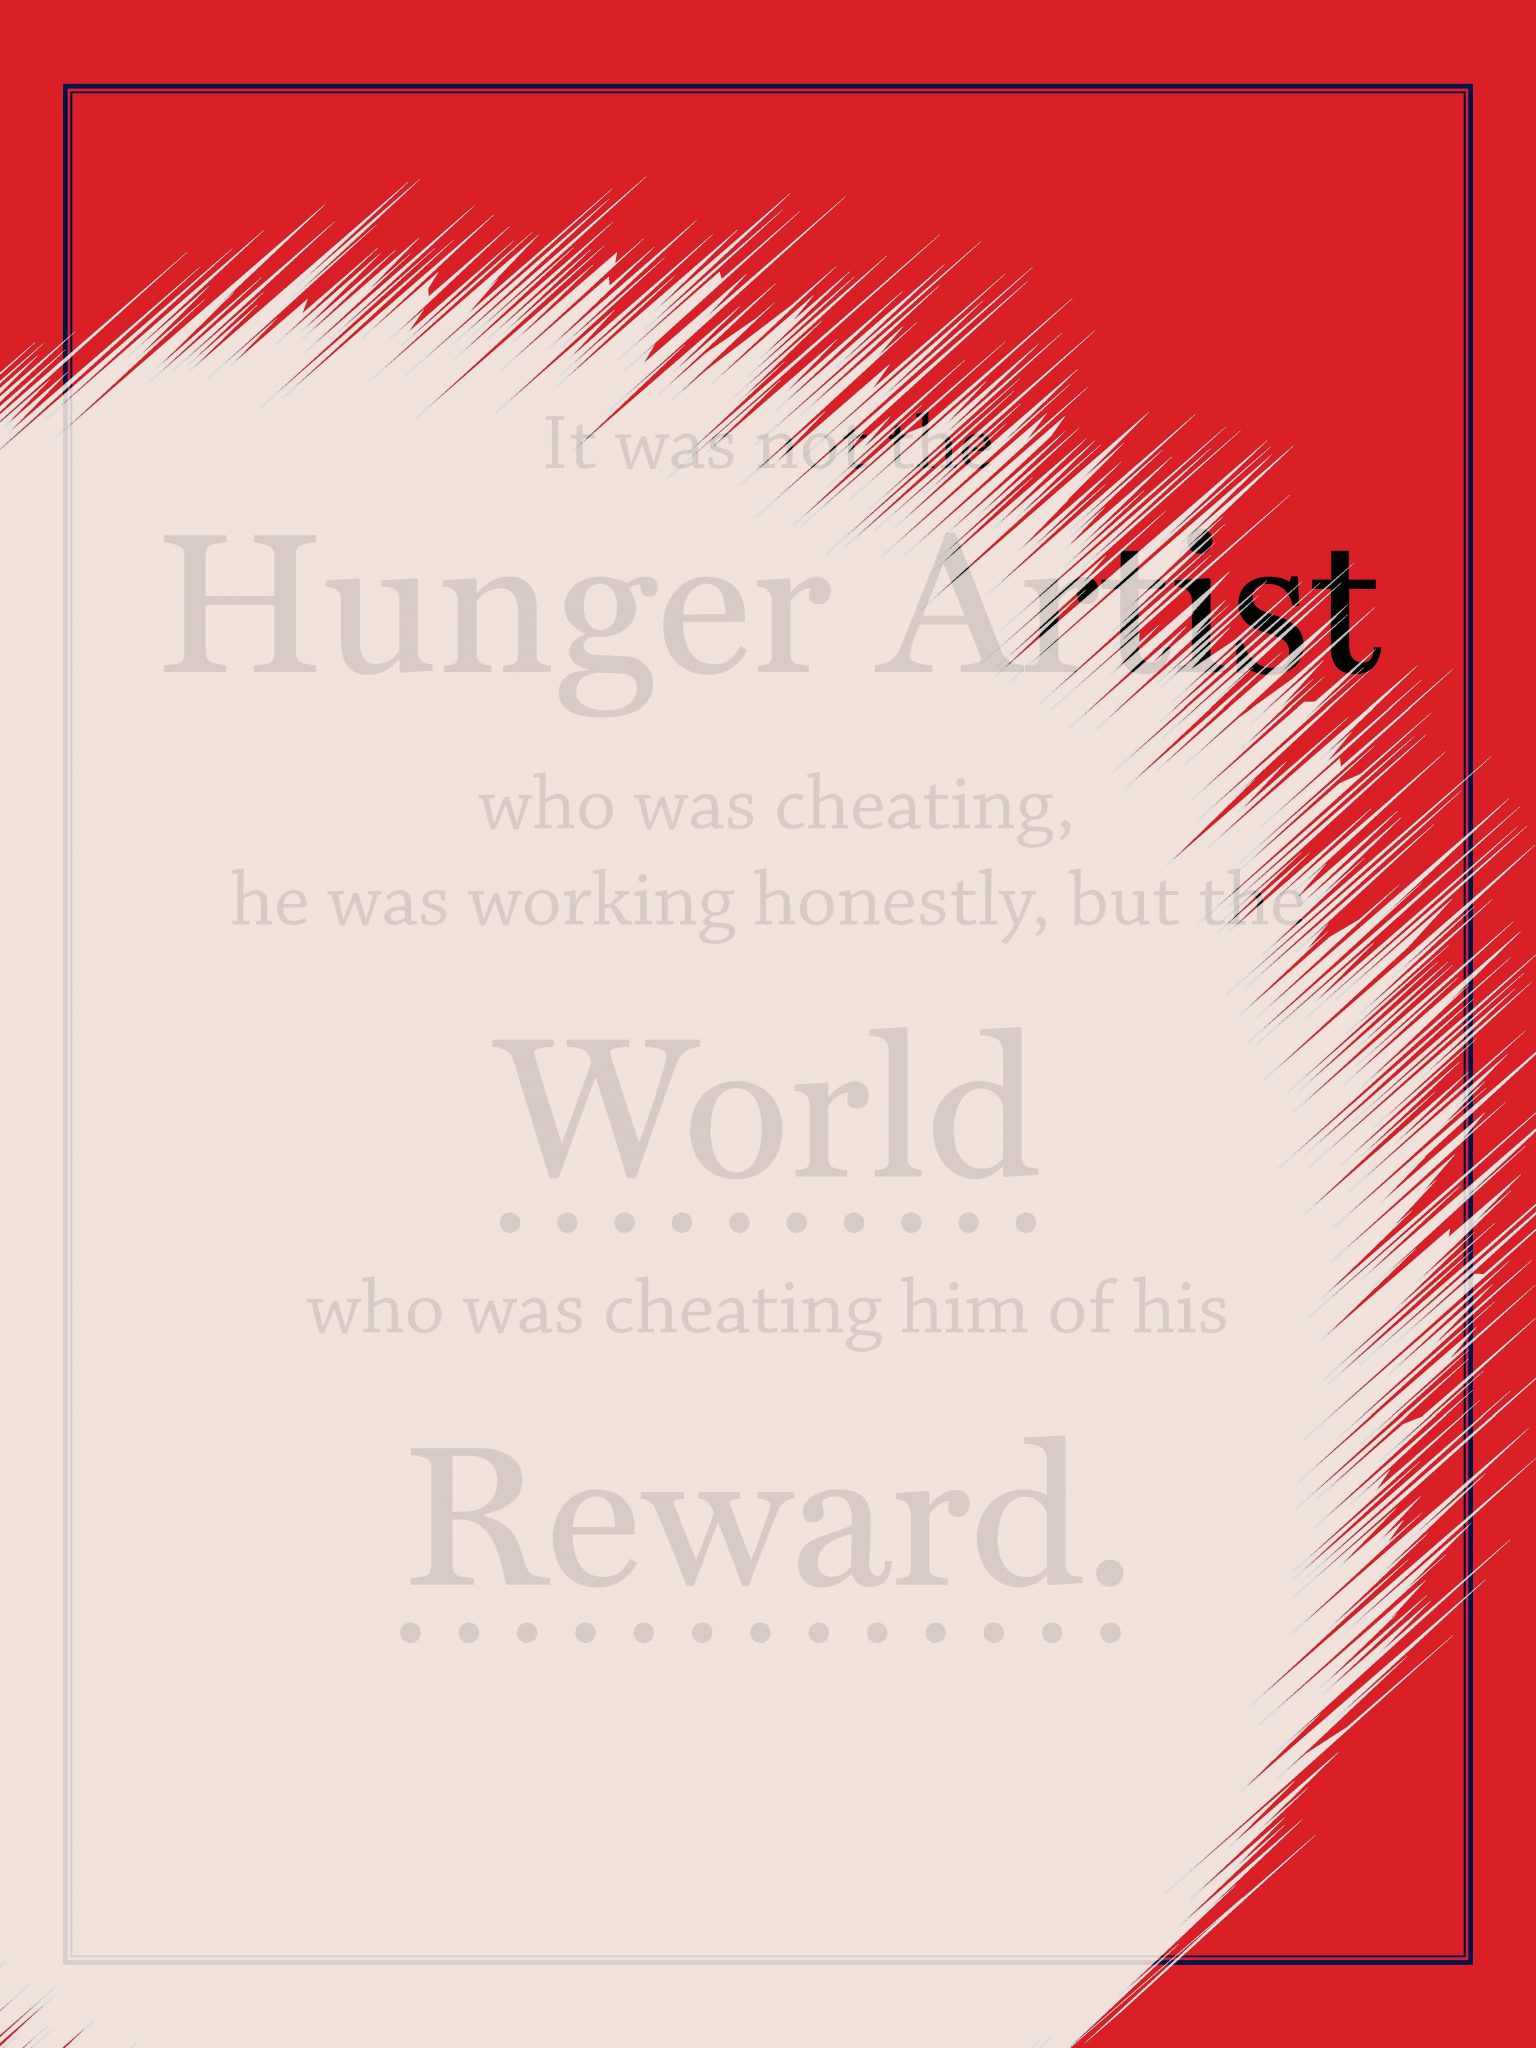 It was not the
Hunger Artist
who was cheating,
he was working honestly, but the
World
who was cheating him of his
Reward.